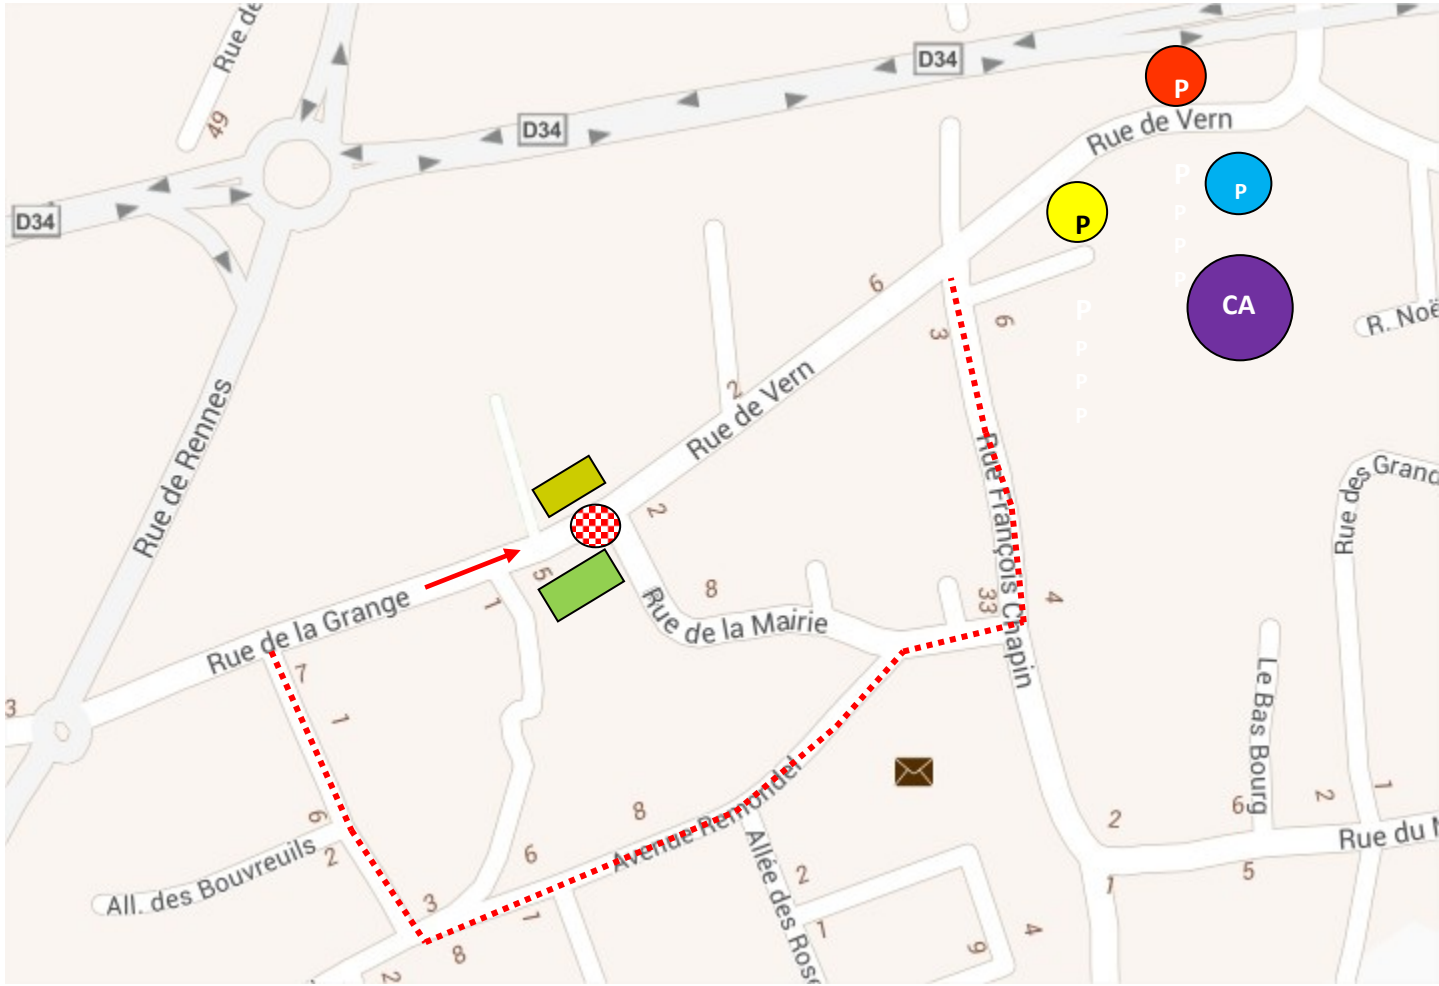 Rue de
49
D34
D34
D34
P
Rue de Vern
P
P
P
P
P
P
P
CA
R. Noë
6
6
3
2
Rue de Vern
Rue de Rennes
P
P
P
P
Rue François Chapin
Rue des Grand
2
5
1
8
33
4
Rue de la Mairie
Rue de la Grange
7
1
3
Le Bas Bourg
6
2
All. des Bouvreuils
8
6
Avenue Remondel
Allée des Rose
2
1
9
4
3
1
8
2
2
1
5
6
2
1
Rue du